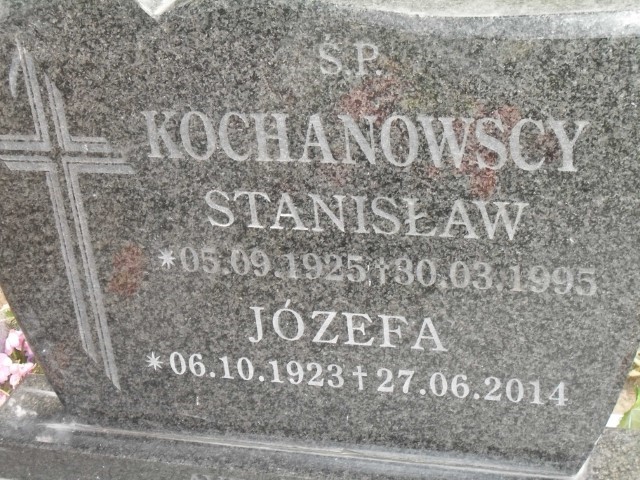 Ś.P.
KOCHANOWSCY
STANISŁAW
*05.09.1925†30.03.1995
JÓZEFA
*06.10.1923†27.06.2014